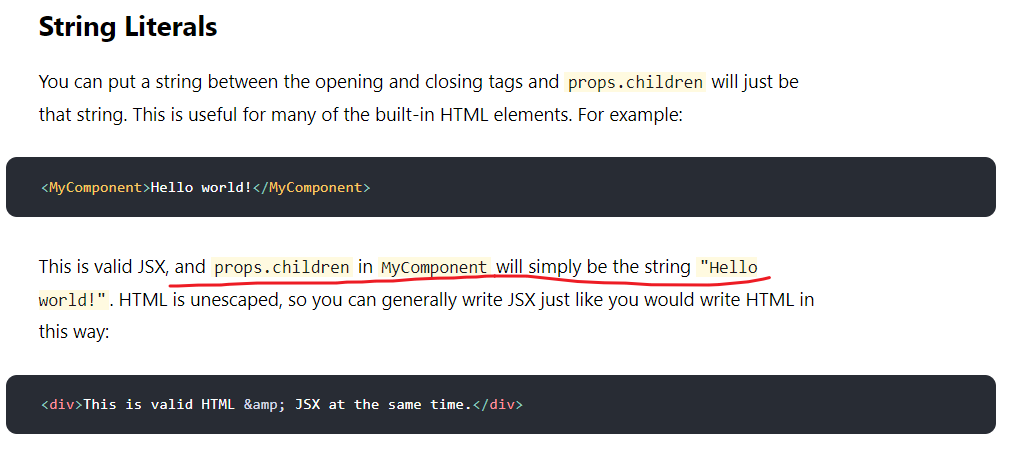 String Literals
You can put a string between the opening and closing tags and props.children will just be
that string. This is useful for many of the built-in HTML elements. For example:
<MyComponent>Hello world!</MyComponent>
This is valid JSX, and props.children in MyComponent will simply be the string "Hello
world!". HTML is unescaped, so you can generally write JSX just like you would write HTML in
this way:
<div>This is valid HTML &amp; JSX at the same time.</div>